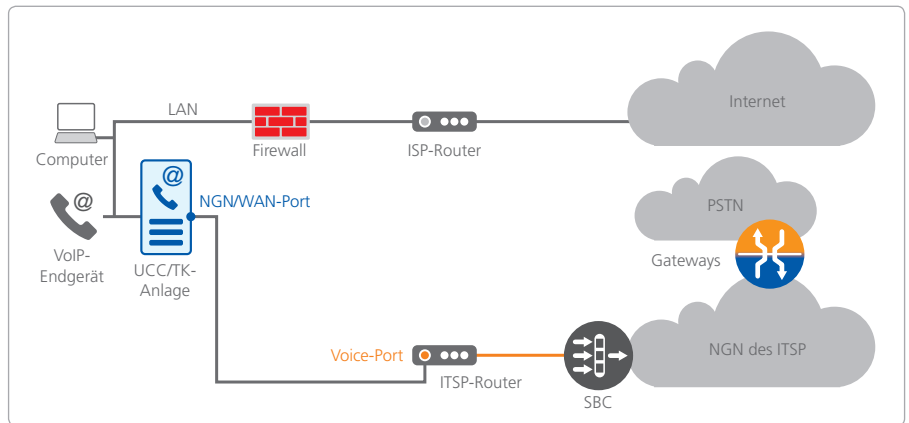 LAN
Internet
Computer
Firewall
ISP-Router
@
NGN/WAN-Port
@
PSTN
VoIP-
Endgerät
UCC/TK-
Anlage
Gateways
Voice-Port
ITSP-Router
NGN des ITSP
SBC